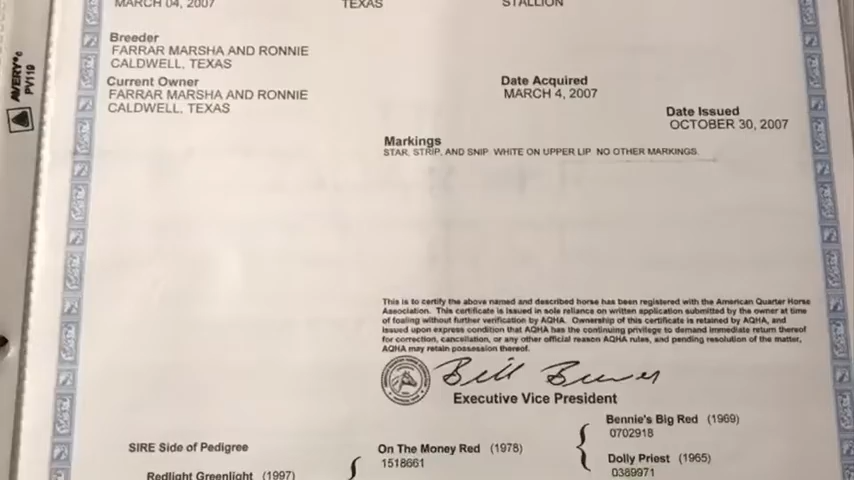 MARCH 04, 2007 TEXAS STALLION
Breeder
FARRAR MARSHA AND RONNIE
CALDWELL, TEXAS
Current Owner
FARRAR MARSHA AND RONNIE
CALDWELL, TEXAS
Date Acquired
MARCH 4, 2007
Date Issued
OCTOBER 30, 2007
Markings
STAR, STRIP, AND SNIP. WHITE ON UPPER LIP. NO OTHER MARKINGS.
This is to certify the above named and described horse has been registered with the American Quarter Horse
Association. This certificate is issued in sole reliance on written application submitted by the owner at time
of foaling without further verification by AQHA. Ownership of this certificate is retained by AQHA, and
issued upon express condition that AQHA has the continuing privilege to demand immediate return thereof
for correction, cancellation, or any other official reason AQHA rules, and pending resolution of the matter,
AQHA may retain possession thereof.
Executive Vice President
SIRE Side of Pedigree
Redlight Greenlight (1997)
On The Money Red (1978)
1518661
Bennie's Big Red (1969)
0702918
Dolly Priest (1965)
0389971
AVERY®
PV119